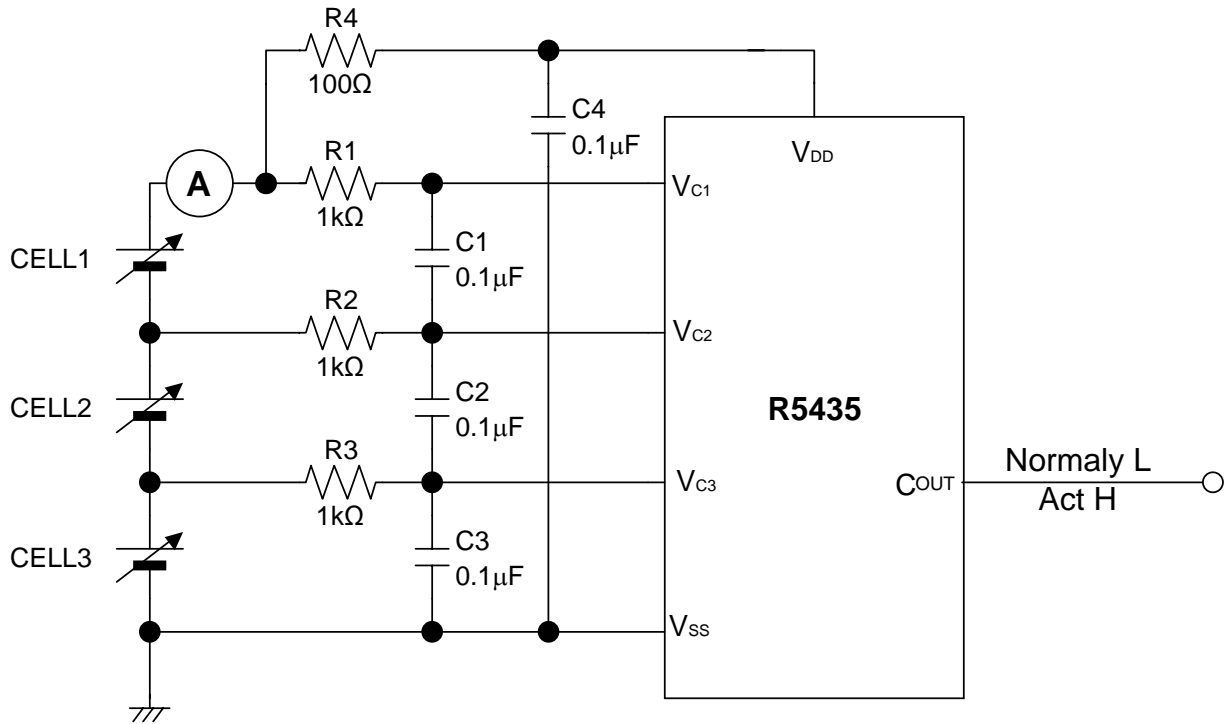 R4
100Ω
C4
0.1μF
VDD
A
R1
1kΩ
VC1
CELL1
C1
0.1μF
R2
1kΩ
VC2
CELL2
C2
0.1μF
R5435
R3
1kΩ
VC3
COUT
Normaly L
Act H
CELL3
C3
0.1μF
VSS